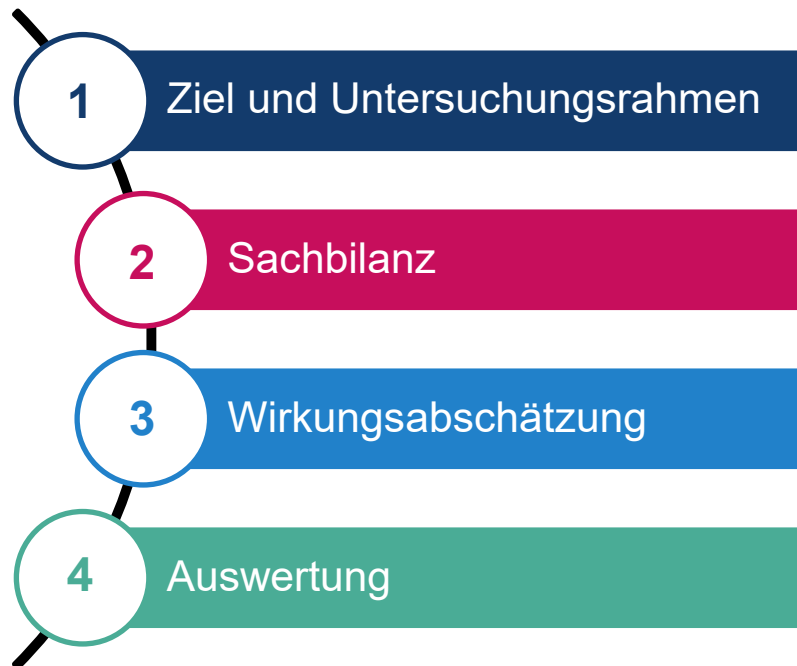 1 Ziel und Untersuchungsrahmen
2 Sachbilanz
3 Wirkungsabschätzung
4 Auswertung